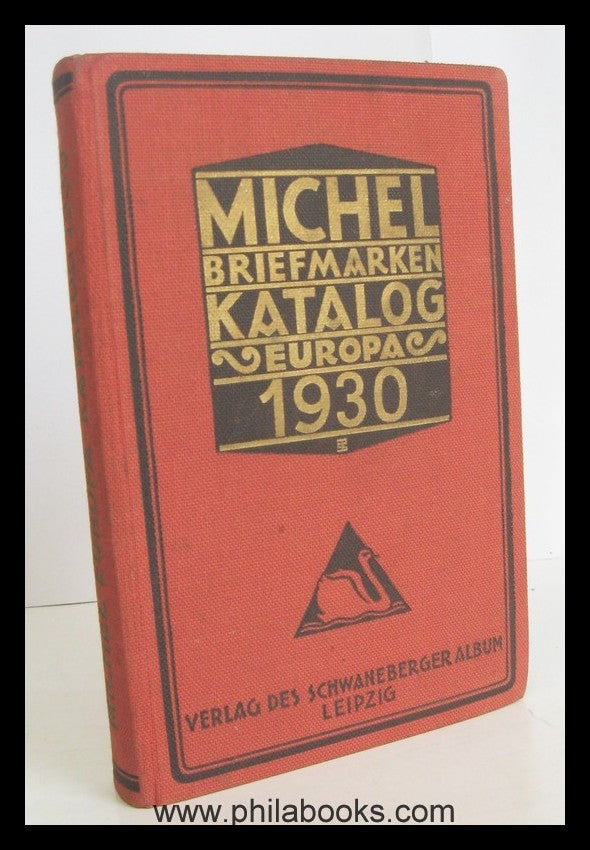 MICHEL
BRIEFMARKEN
KATALOG
EUROPA
1930
VERLAG DES SCHWANEBERGER ALBUM
LEIPZIG
www.philabooks.com